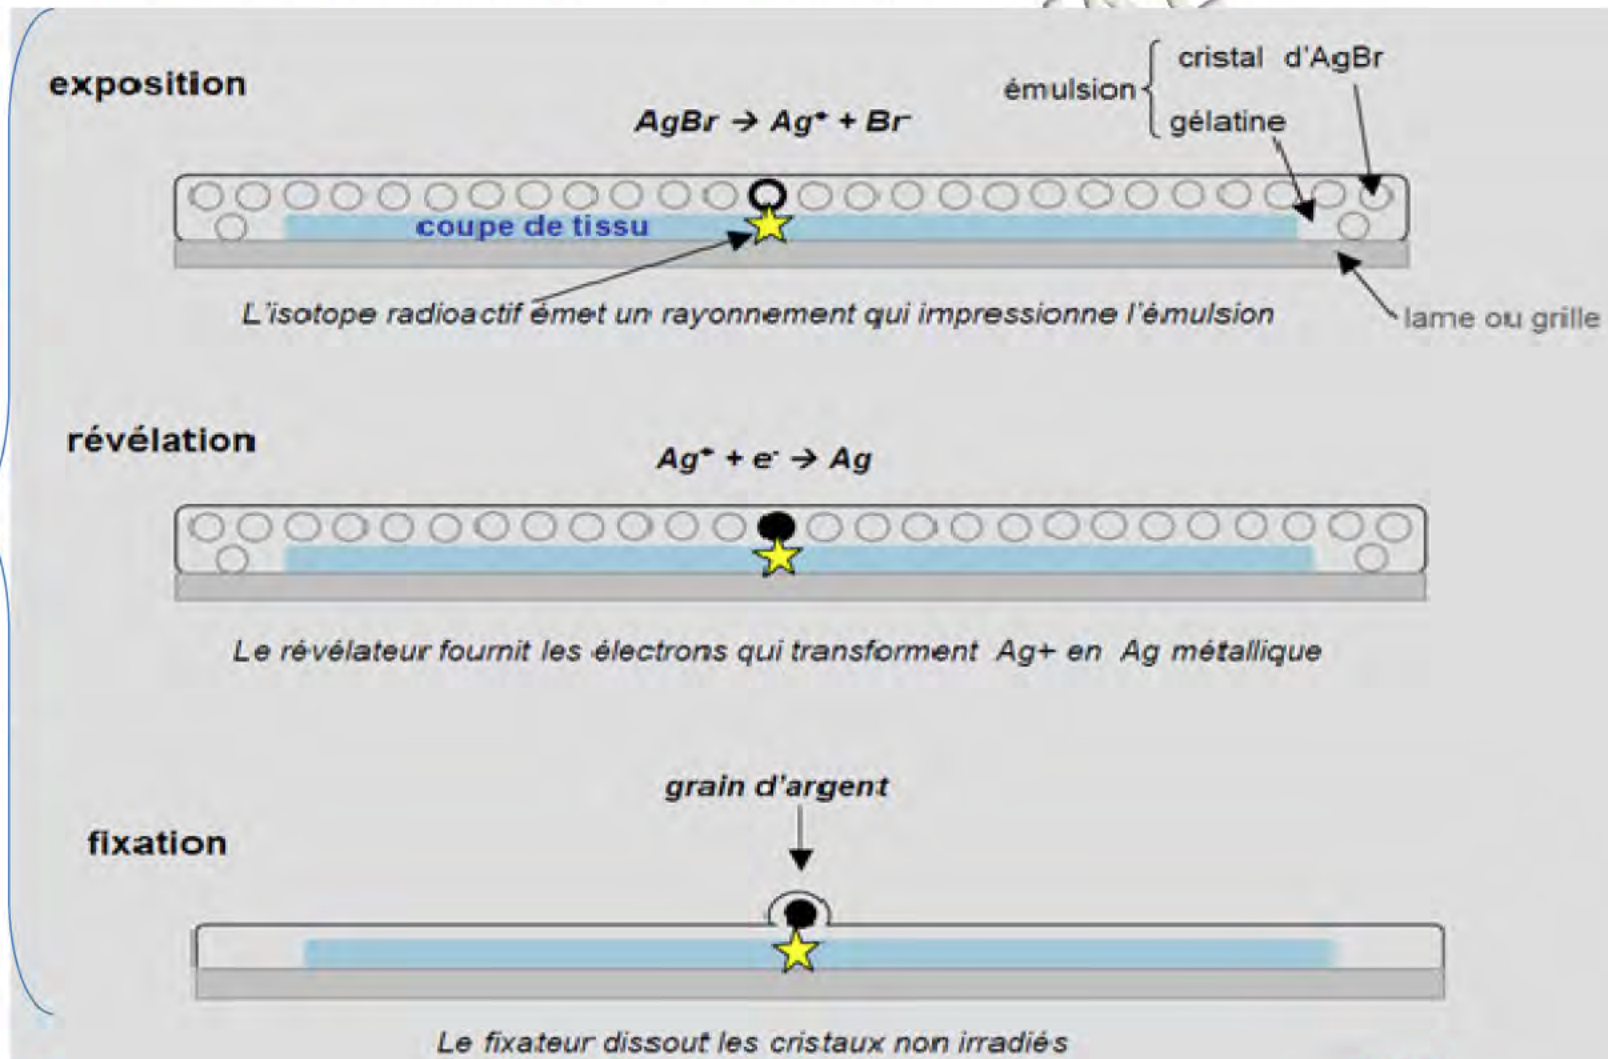 exposition
émulsion
cristal d'AgBr
gélatine
AgBr → Ag⁺ + Br⁻
coupe de tissu
L'isotope radioactif émet un rayonnement qui impressionne l'émulsion
lame ou grille
révélation
Ag⁺ + e⁻ → Ag
Le révélateur fournit les électrons qui transforment Ag+ en Ag métallique
grain d'argent
fixation
Le fixateur dissout les cristaux non irradiés